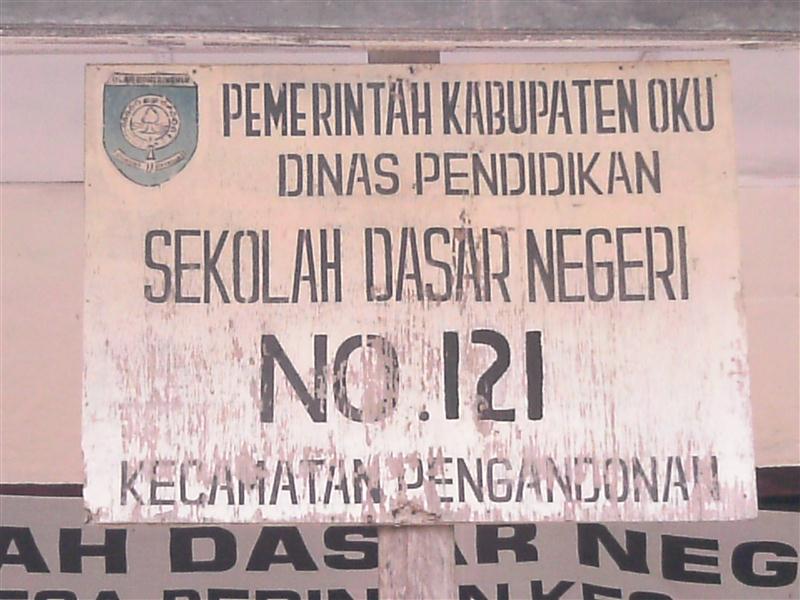 PEMERINTAH KABUPATEN OKU
DINAS PENDIDIKAN
SEKOLAH DASAR NEGERI
NO.121
KECAMATAN PENGANDONAN
AH DASAR NEG